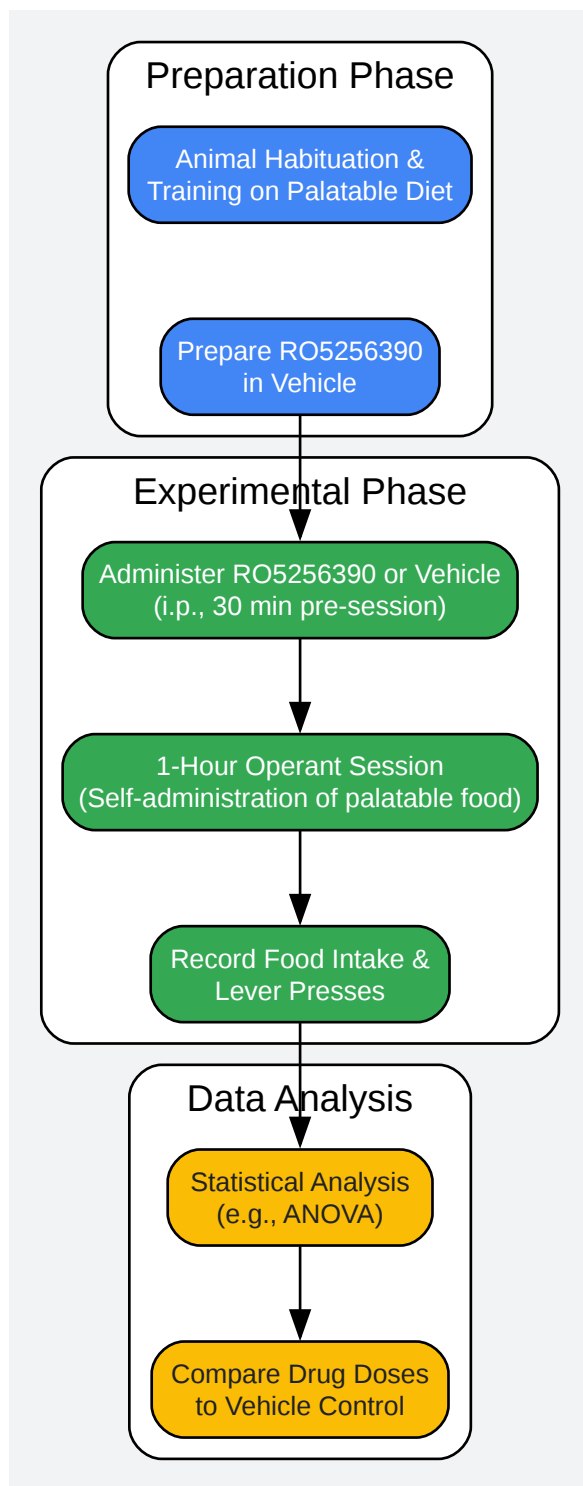 Preparation Phase
Animal Habituation &
Training on Palatable Diet
Prepare RO5256390
in Vehicle
Experimental Phase
Administer RO5256390 or Vehicle
(i.p., 30 min pre-session)
1-Hour Operant Session
(Self-administration of palatable food)
Record Food Intake &
Lever Presses
Data Analysis
Statistical Analysis
(e.g., ANOVA)
Compare Drug Doses
to Vehicle Control